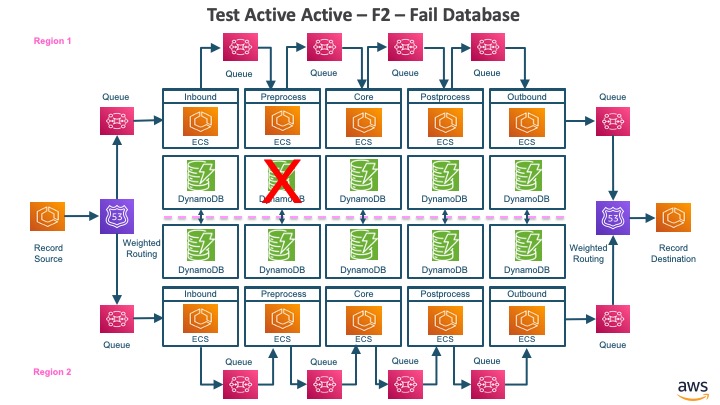 Test Active Active – F2 – Fail Database
Region 1
Queue
Queue
Queue
Queue
Queue
Inbound
Preprocess
Core
Postprocess
Outbound
Queue
ECS
ECS
ECS
ECS
ECS
DynamoDB
DynamoDB
DynamoDB
DynamoDB
DynamoDB
53
53
Record
Source
Weighted
Routing
Weighted
Routing
Record
Destination
DynamoDB
DynamoDB
DynamoDB
DynamoDB
DynamoDB
Inbound
Preprocess
Core
Postprocess
Outbound
ECS
ECS
ECS
ECS
ECS
Queue
Queue
Queue
Queue
Queue
Queue
Region 2
aws